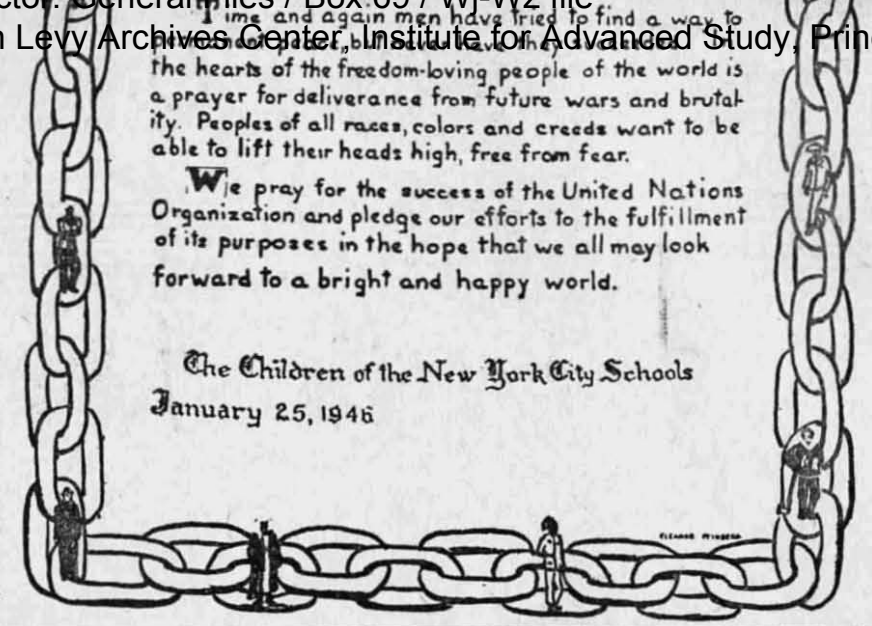 Time and again men have tried to find a way to
Levy Archives Center, Institute for Advanced Study,
the hearts of the freedom-loving people of the world is
a prayer for deliverance from future wars and brutal-
ity. Peoples of all races, colors and creeds want to be
able to lift their heads high, free from fear.
We pray for the success of the United Nations
Organization and pledge our efforts to the fulfillment
of its purposes in the hope that we all may look
forward to a bright and happy world.
The Children of the New York City Schools
January 25, 1946